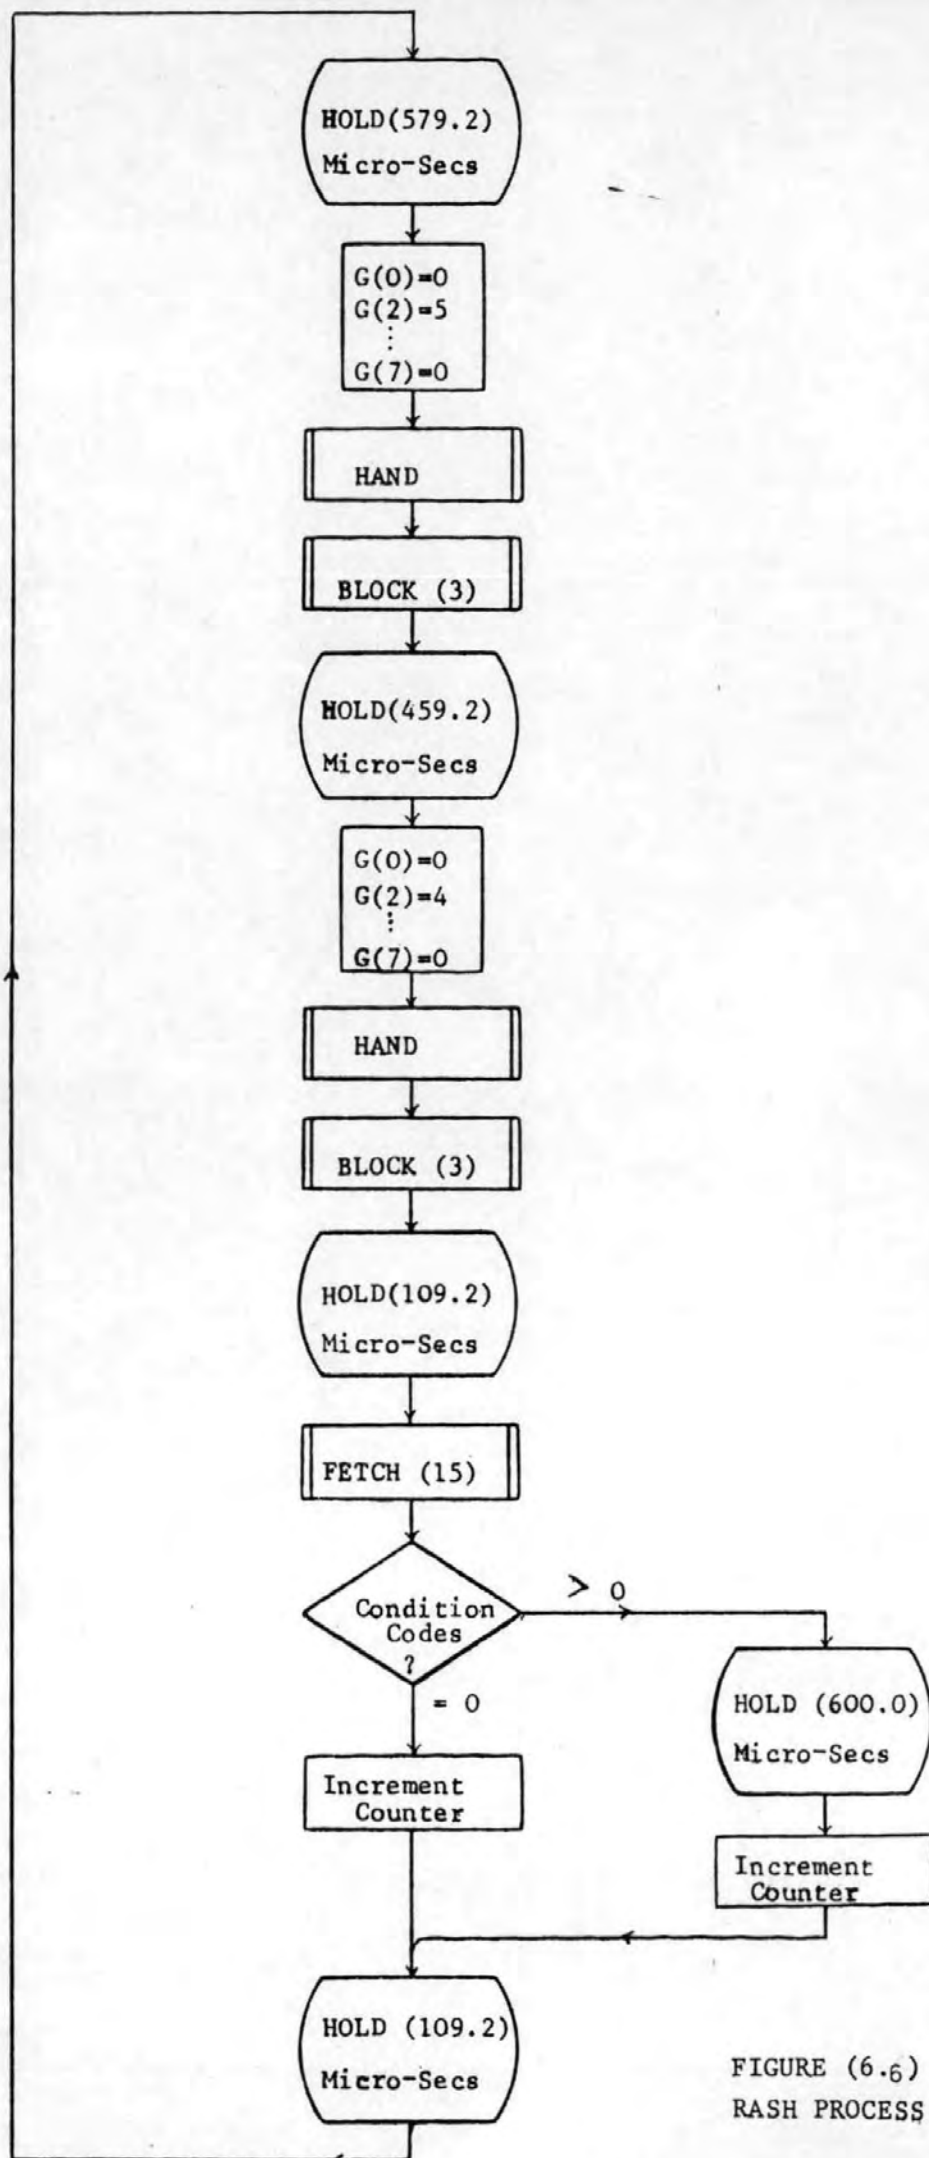 HOLD(579.2)
Micro-Secs
G(0)=0
G(2)=5
⋮
G(7)=0
HAND
BLOCK (3)
HOLD(459.2)
Micro-Secs
G(0)=0
G(2)=4
⋮
G(7)=0
HAND
BLOCK (3)
HOLD(109.2)
Micro-Secs
FETCH (15)
Condition
Codes
?
> 0
= 0
HOLD (600.0)
Micro-Secs
Increment
Counter
Increment
Counter
HOLD (109.2)
Micro-Secs
FIGURE (6.6)
RASH PROCESS